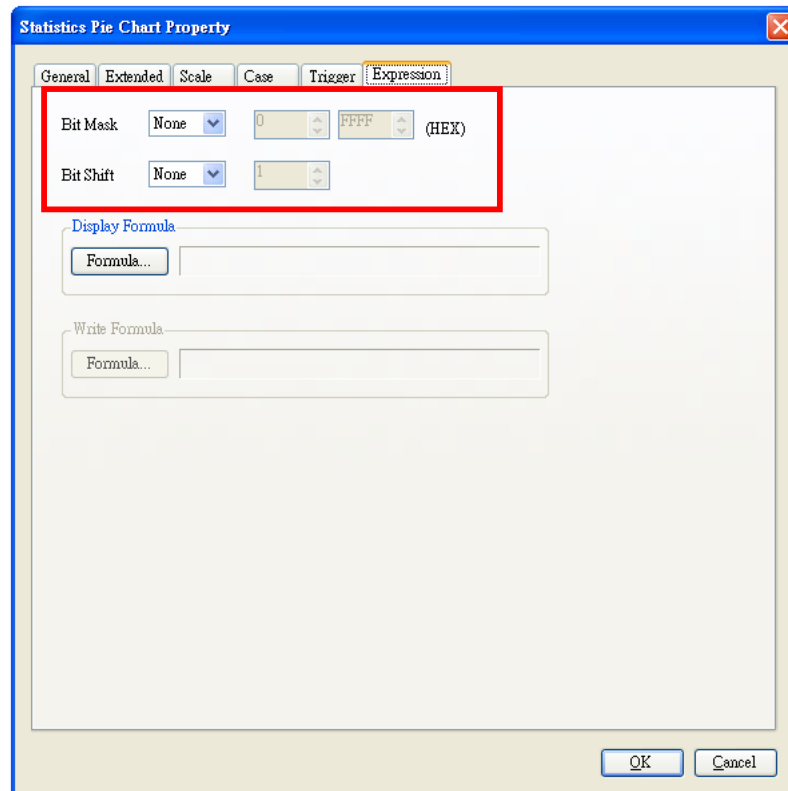 Statistics Pie Chart Property
General Extended Scale Case Trigger Expression
Bit Mask None 0 FFFF (HEX)
Bit Shift None 1
Display Formula
Formula...
Write Formula
Formula...
OK Cancel